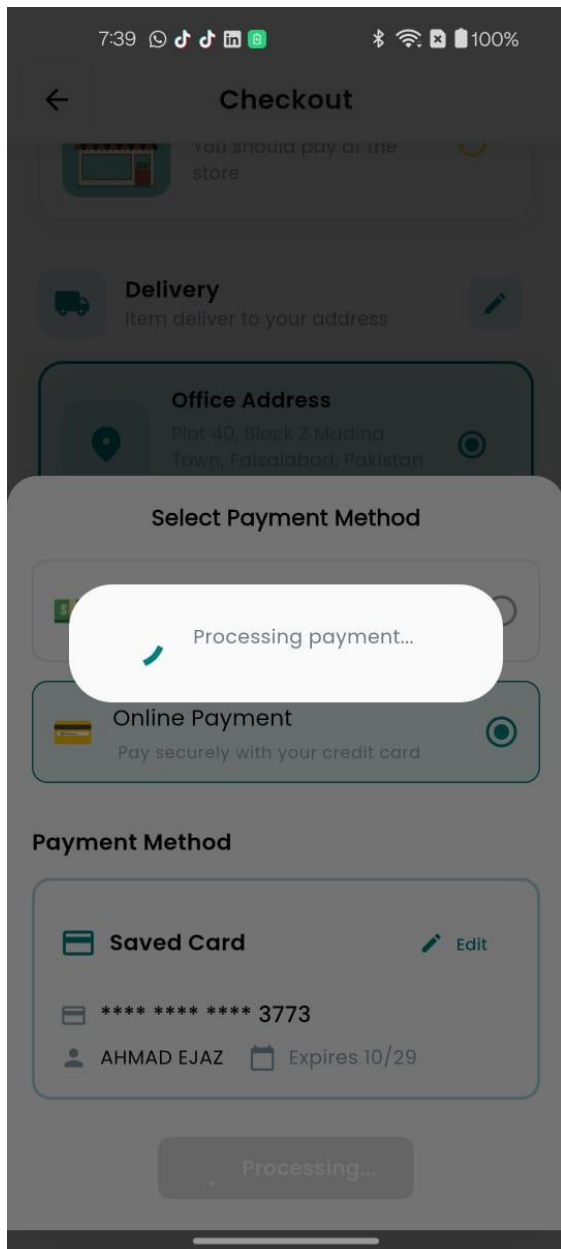 7:39
100%
Checkout
You should pay at the
store
Delivery
Item deliver to your address
Office Address
Plot 40, Block Z Madina
Town, Faisalabad, Pakistan
Select Payment Method
Processing payment...
Online Payment
Pay securely with your credit card
Payment Method
Saved Card
Edit
**** **** **** 3773
AHMAD EJAZ
Expires 10/29
Processing...